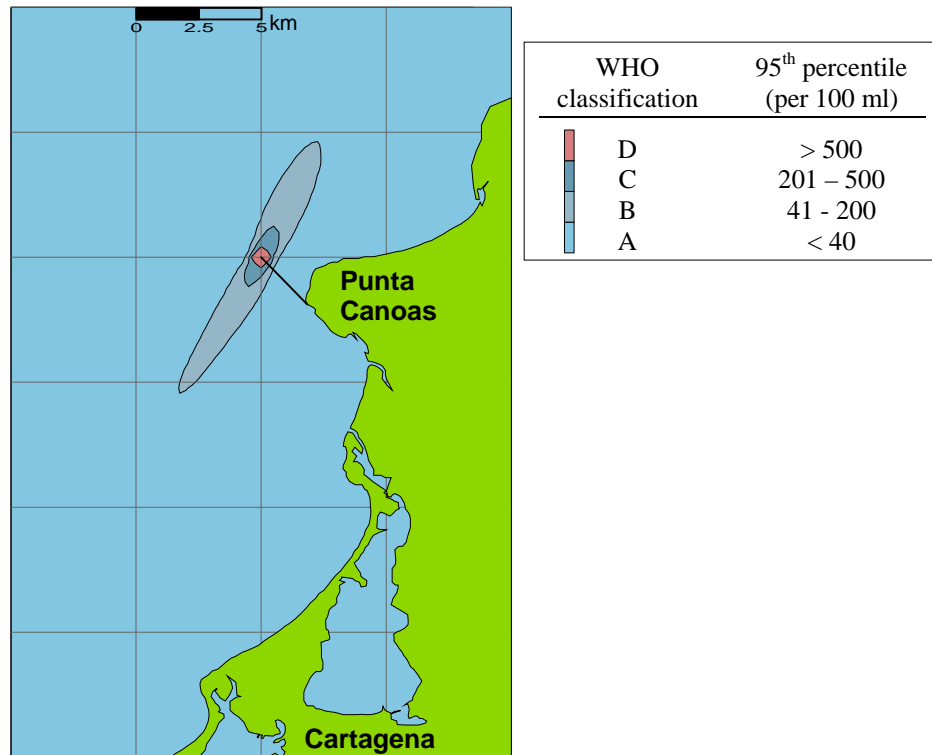 0 2.5 5 km
Punta
Canoas
Cartagena
WHO 95th percentile
classification (per 100 ml)
D > 500
C 201 – 500
B 41 - 200
A < 40